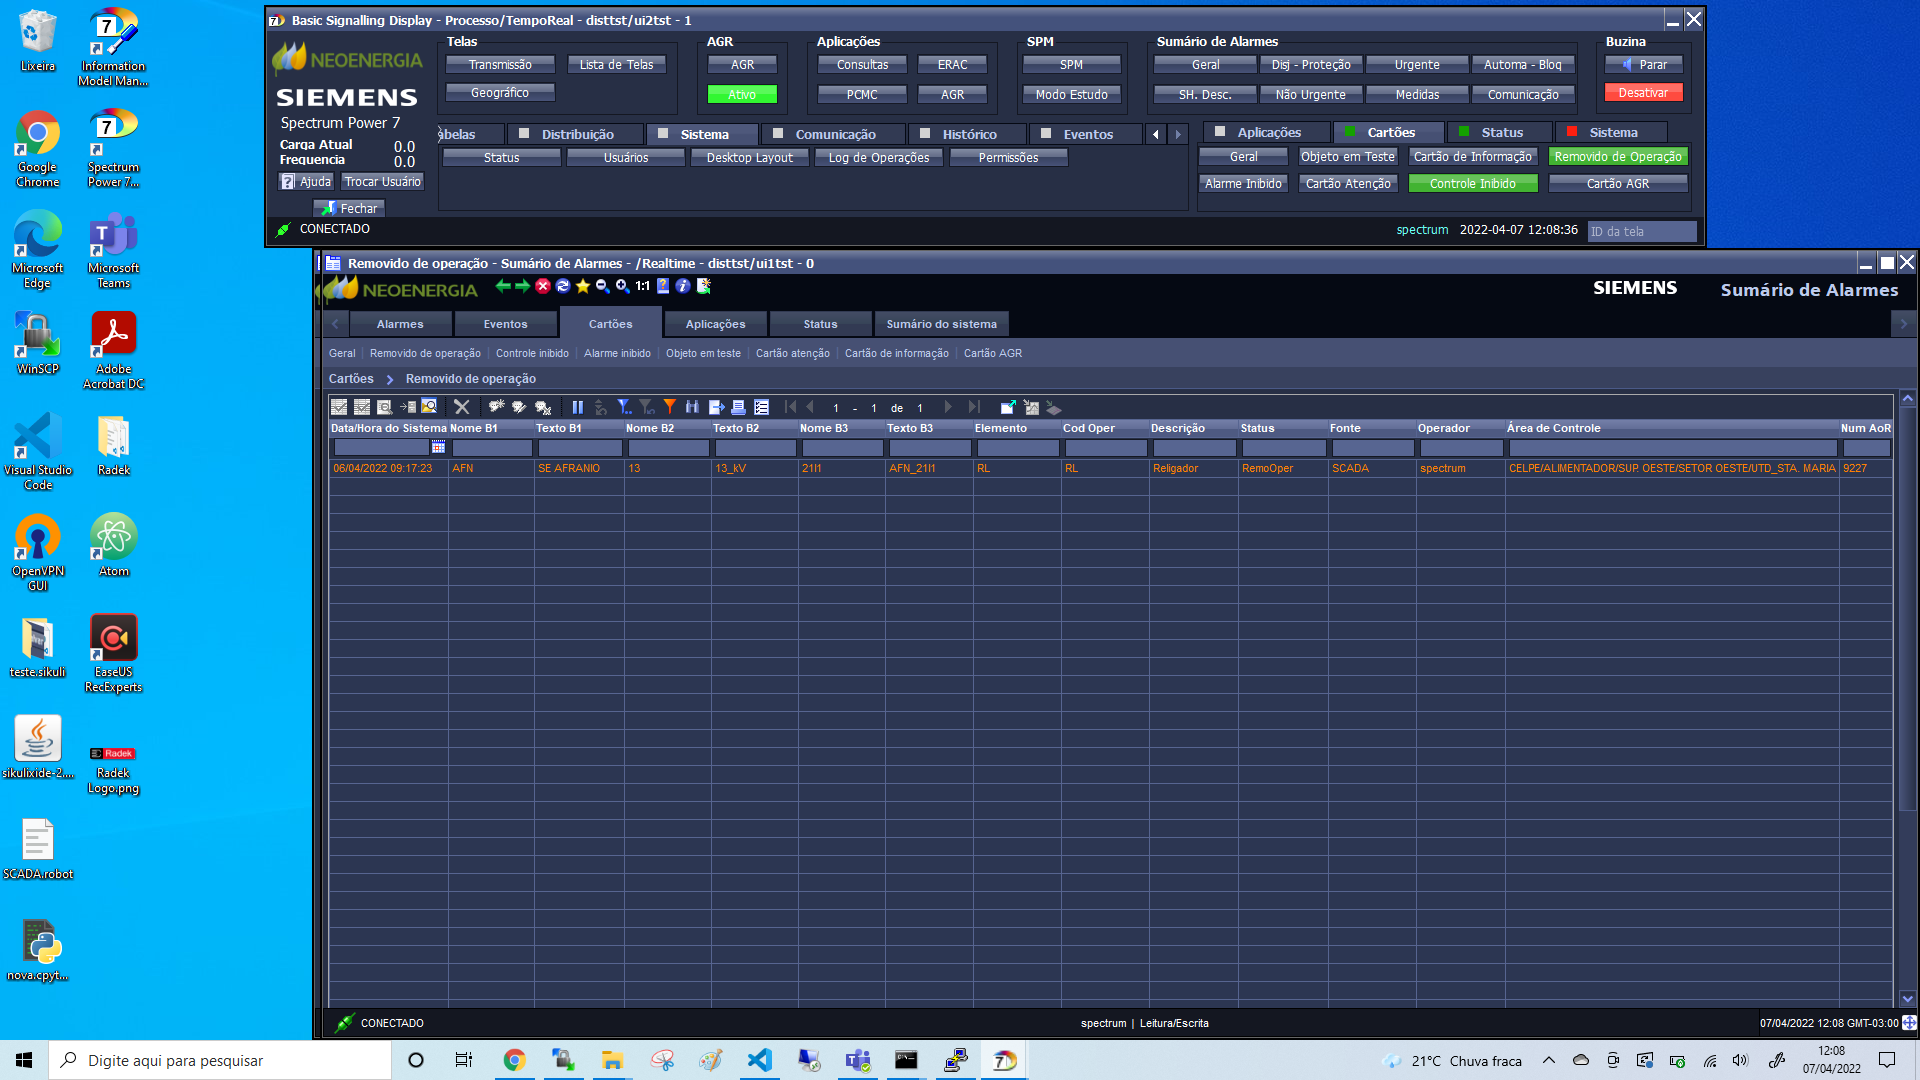 Lixeira
Information
Model Man...
Google
Chrome
Spectrum
Power 7...
Microsoft
Edge
Microsoft
Teams
WinSCP
Adobe
Acrobat DC
Visual Studio
Code
Radek
OpenVPN
GUI
Atom
teste.sikuli
EaseUS
RecExperts
sikulixide-2....
Radek
Radek
Logo.png
SCADA.robot
nova.cpyt...
Basic Signalling Display - Processo/TempoReal - disttst/ui2tst - 1
NEOENERGIA
SIEMENS
Spectrum Power 7
Carga Atual 0.0
Frequencia 0.0
Ajuda Trocar Usuário
Fechar
Telas
Transmissão Lista de Telas
Geográfico
AGR
AGR
Ativo
Aplicações
Consultas ERAC
PCMC AGR
SPM
SPM
Modo Estudo
Sumário de Alarmes
Geral Disj - Proteção Urgente Automa - Bloq
SH. Desc. Não Urgente Medidas Comunicação
Buzina
Parar
Desativar
abelas Distribuição Sistema Comunicação Histórico Eventos
Status Usuários Desktop Layout Log de Operações Permissões
Aplicações Cartões Status Sistema
Geral Objeto em Teste Cartão de Informação Removido de Operação
Alarme Inibido Cartão Atenção Controle Inibido Cartão AGR
CONECTADO
spectrum 2022-04-07 12:08:36 ID da tela
Removido de operação - Sumário de Alarmes - /Realtime - disttst/ui1tst - 0
NEOENERGIA 1:1 SIEMENS Sumário de Alarmes
Alarmes Eventos Cartões Aplicações Status Sumário do sistema
Geral Removido de operação Controle inibido Alarme inibido Objeto em teste Cartão atenção Cartão de informação Cartão AGR
Cartões Removido de operação
1 - 1 de 1
Data/Hora do Sistema Nome B1 Texto B1 Nome B2 Texto B2 Nome B3 Texto B3 Elemento Cod Oper Descrição Status Fonte Operador Área de Controle Num AoR
06/04/2022 09:17:23 AFN SE AFRANIO 13 13_kV 21I1 AFN_21I1 RL RL Religador RemoOper SCADA spectrum CELPE/ALIMENTADOR/SUP. OESTE/SETOR OESTE/UTD_STA. MARIA 9227
CONECTADO
spectrum | Leitura/Escrita
07/04/2022 12:08 GMT-03:00
Digite aqui para pesquisar
21°C Chuva fraca
12:08
07/04/2022